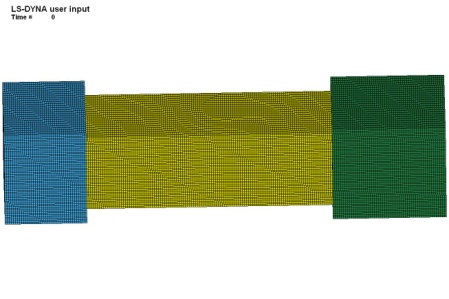 LS-DYNA user input
Time = 0